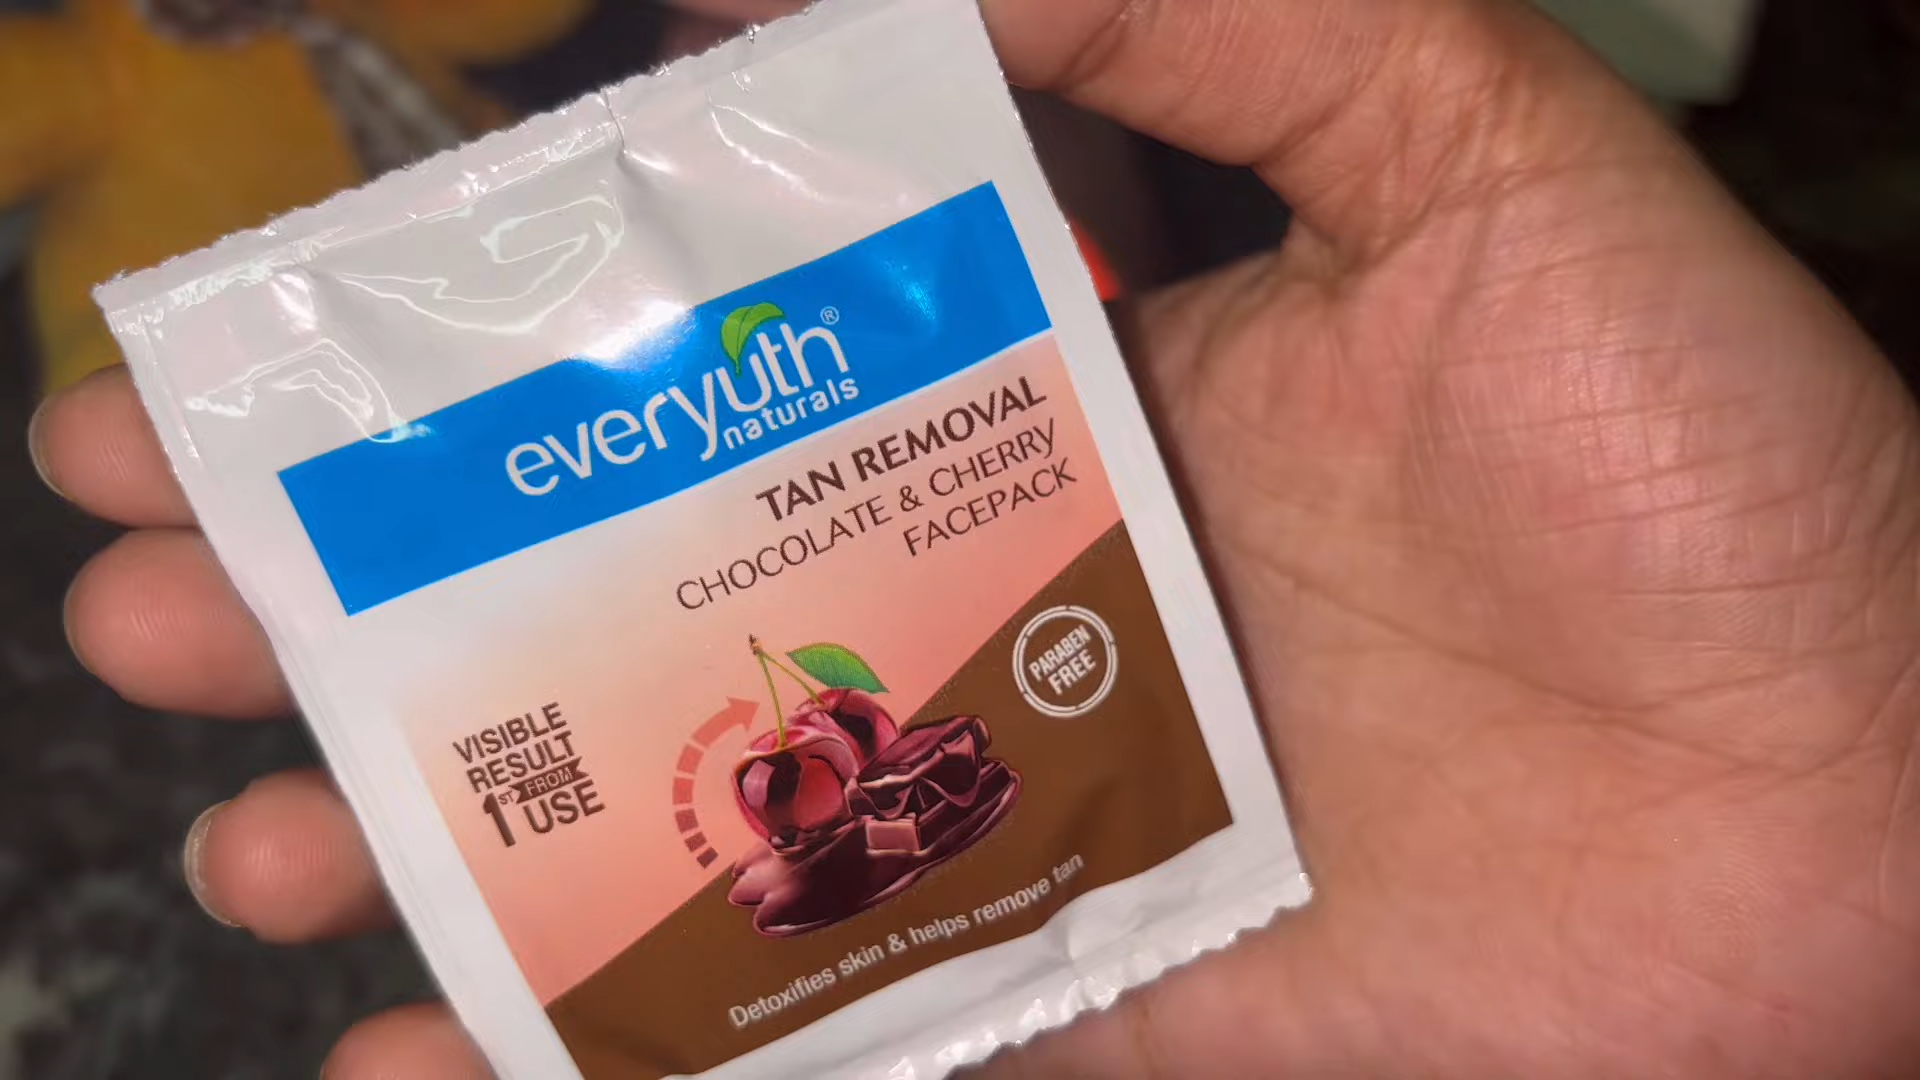 everyuth®
naturals
TAN REMOVAL
CHOCOLATE & CHERRY
FACEPACK
PARABEN
FREE
VISIBLE
RESULT
1ST FROM
USE
Detoxifies skin & helps remove tan